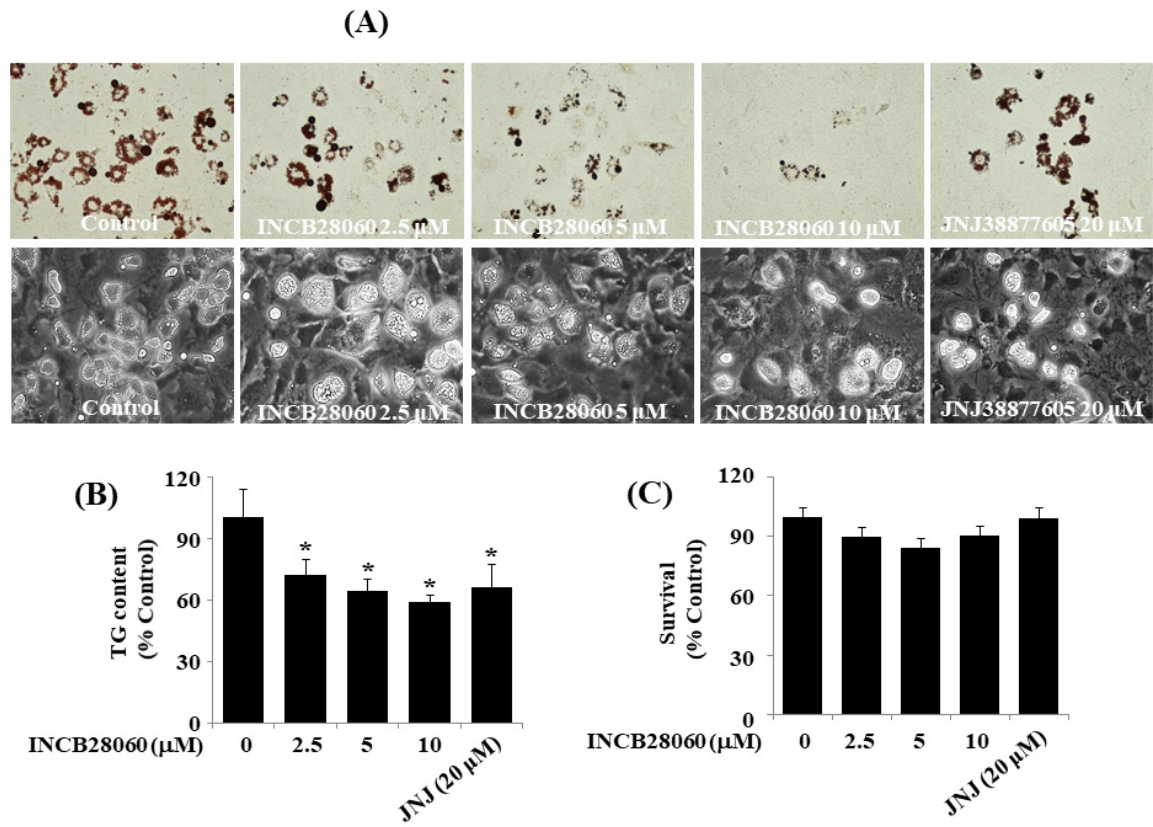 (A)
Control
INCB28060 2.5 μM
INCB28060 5 μM
INCB28060 10 μM
JNJ38877605 20 μM
Control
INCB28060 2.5 μM
INCB28060 5 μM
INCB28060 10 μM
JNJ38877605 20 μM
(B)
TG content
(% Control)
120
90
60
30
0
*
*
*
*
INCB28060 (μM)
0
2.5
5
10
JNJ (20 μM)
(C)
Survival
(% Control)
120
90
60
30
0
INCB28060 (μM)
0
2.5
5
10
JNJ (20 μM)